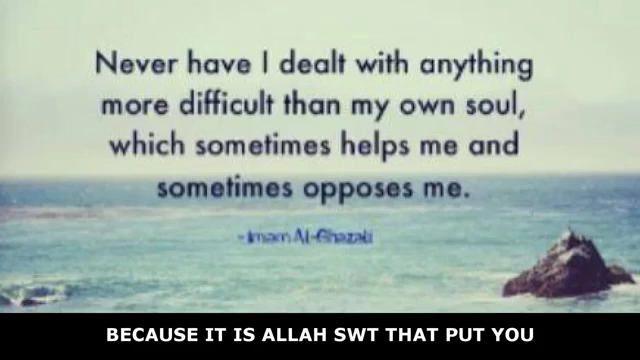 Never have I dealt with anything
more difficult than my own soul,
which sometimes helps me and
sometimes opposes me.
- Imam Al-Ghazali
BECAUSE IT IS ALLAH SWT THAT PUT YOU